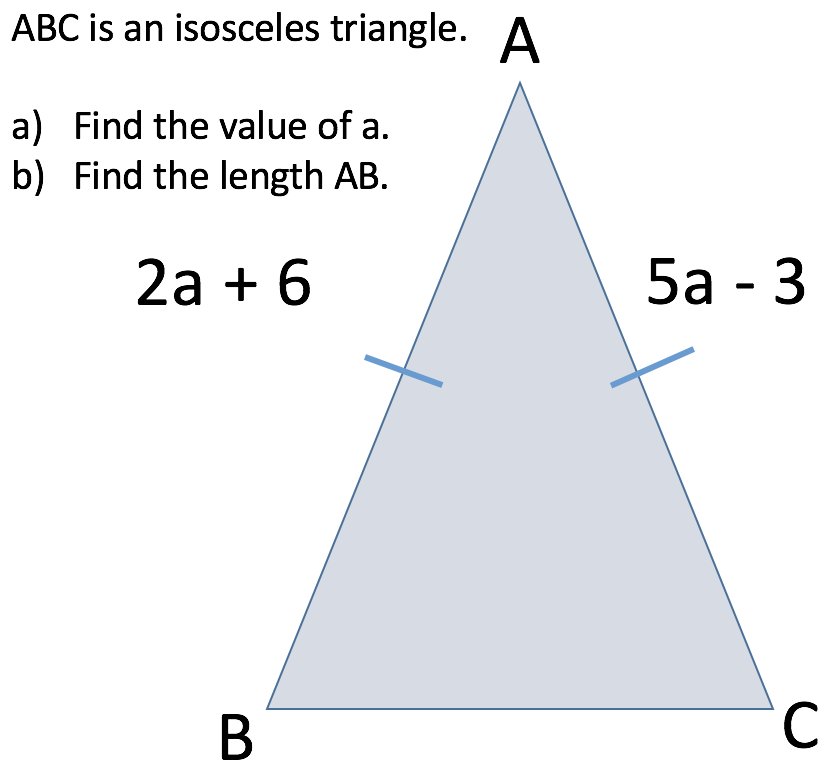 ABC is an isosceles triangle.
A
a) Find the value of a.
b) Find the length AB.
2a + 6
5a - 3
B
C